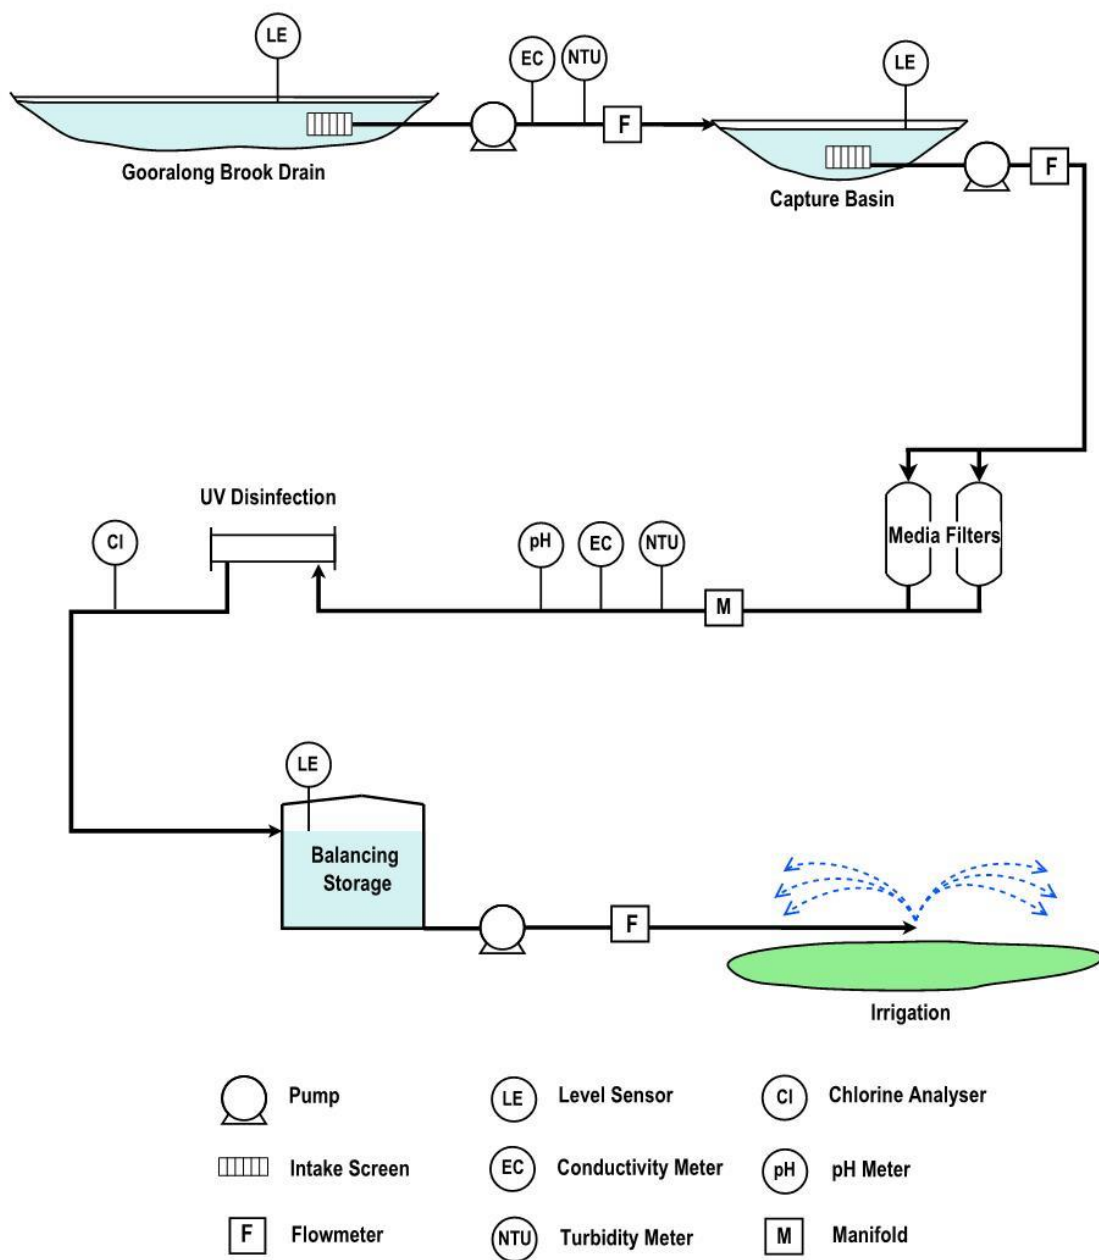 LE
EC
NTU
LE
F
F
Gooralong Brook Drain
Capture Basin
UV Disinfection
CI
pH
EC
NTU
Media Filters
M
LE
Balancing
Storage
F
Irrigation
Pump
LE
Level Sensor
CI
Chlorine Analyser
Intake Screen
EC
Conductivity Meter
pH
pH Meter
F
Flowmeter
NTU
Turbidity Meter
M
Manifold